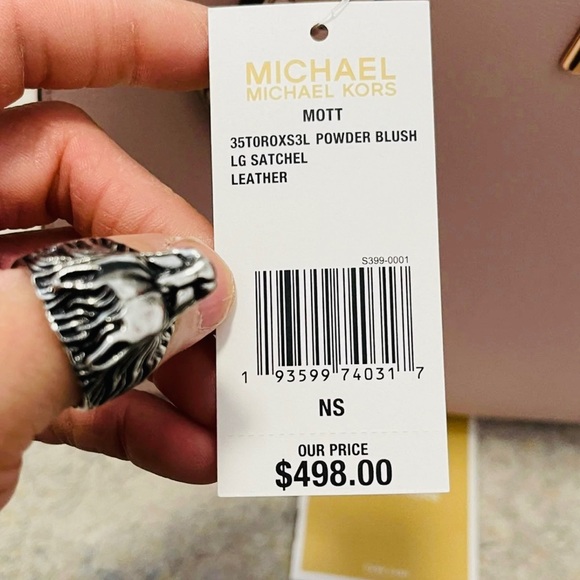 MICHAEL
MICHAEL KORS
MOTT
35T0ROXS3L POWDER BLUSH
LG SATCHEL
LEATHER
S399-0001
1 93599 74031 7
NS
OUR PRICE
$498.00